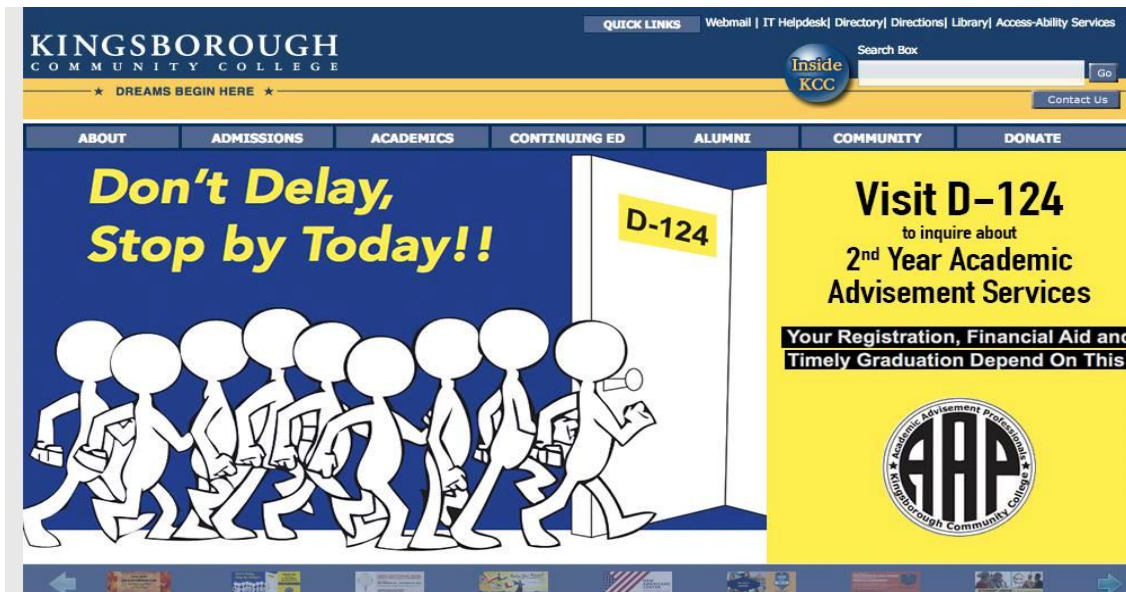 QUICK LINKS Webmail | IT Helpdesk| Directory| Directions| Library| Access-Ability Services
KINGSBOROUGH
COMMUNITY COLLEGE
Search Box
Inside
KCC
Go
★ DREAMS BEGIN HERE ★
Contact Us
ABOUT ADMISSIONS ACADEMICS CONTINUING ED ALUMNI COMMUNITY DONATE
Don't Delay,
Stop by Today!!
D-124
Visit D-124
to inquire about
2nd Year Academic
Advisement Services
Your Registration, Financial Aid and
Timely Graduation Depend On This
Academic Advisement Professionals
AAP
★ Kingsborough Community College ★